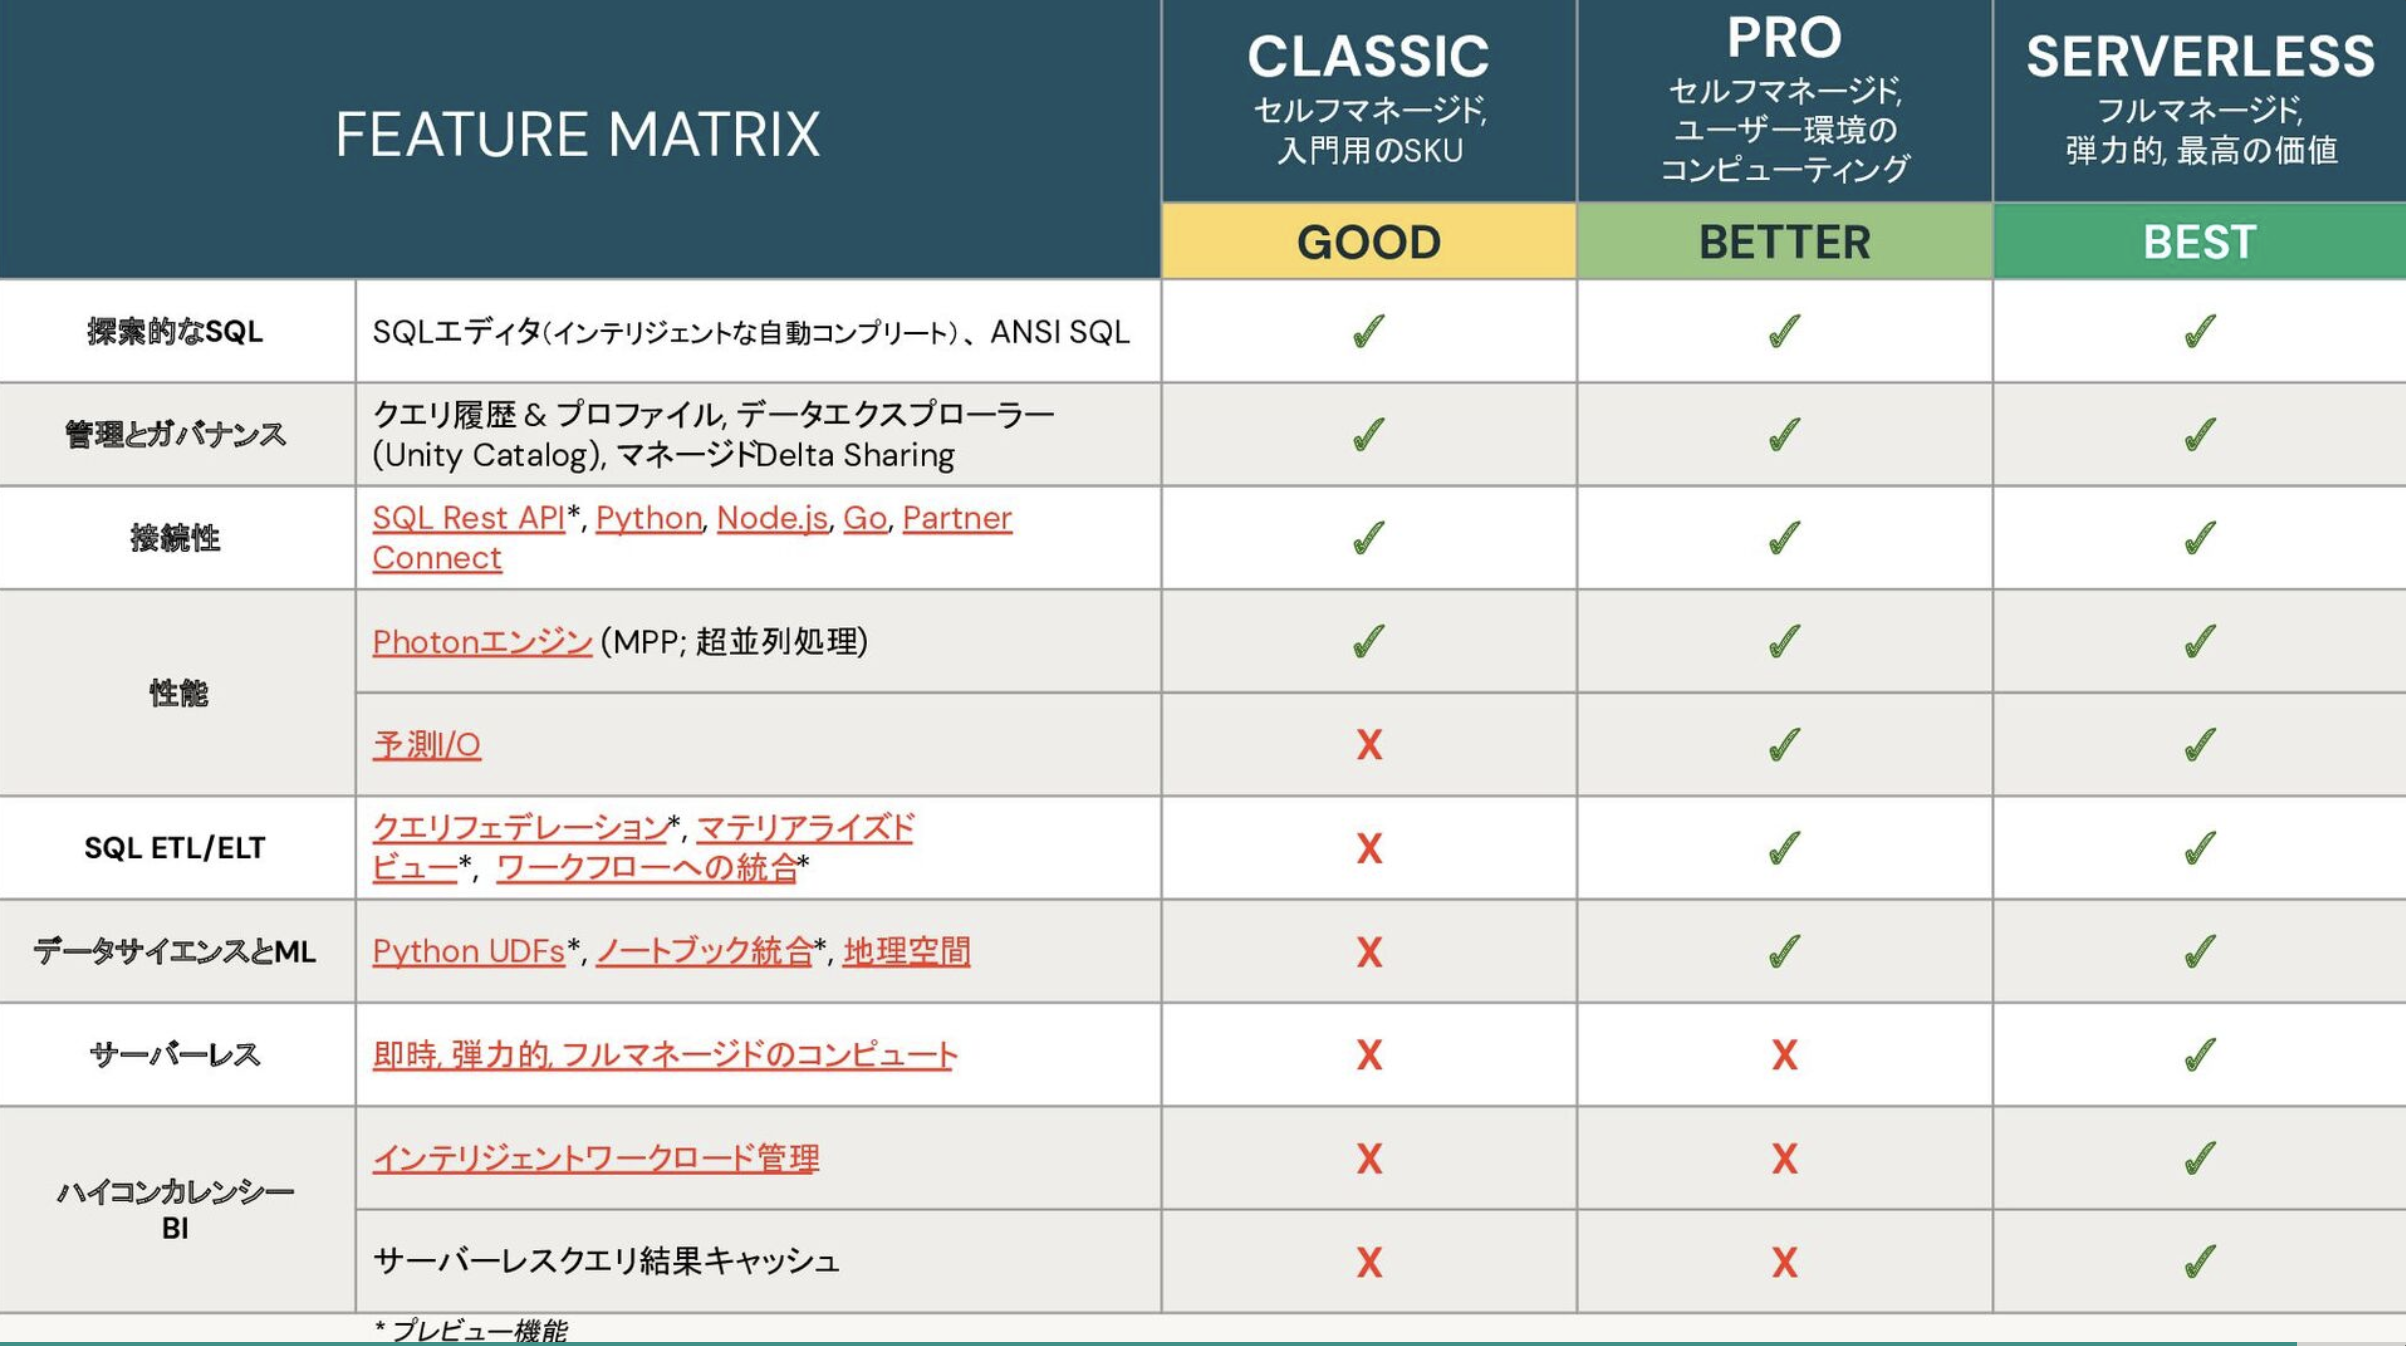 FEATURE MATRIX
CLASSIC
セルフマネージド,
入門用のSKU
PRO
セルフマネージド,
ユーザー環境の
コンピューティング
SERVERLESS
フルマネージド,
弾力的, 最高の価値
GOOD
BETTER
BEST
探索的なSQL
SQLエディタ(インテリジェントな自動コンプリート)、ANSI SQL
✓ ✓ ✓
管理とガバナンス
クエリ履歴 & プロファイル, データエクスプローラー
(Unity Catalog), マネージドDelta Sharing
✓ ✓ ✓
接続性
SQL Rest API*, Python, Node.js, Go, Partner
Connect
✓ ✓ ✓
性能
Photonエンジン (MPP; 超並列処理)
✓ ✓ ✓
予測I/O
X ✓ ✓
SQL ETL/ELT
クエリフェデレーション*, マテリアライズド
ビュー*, ワークフローへの統合*
X ✓ ✓
データサイエンスとML
Python UDFs*, ノートブック統合*, 地理空間
X ✓ ✓
サーバーレス
即時, 弾力的, フルマネージドのコンピュート
X X ✓
ハイコンカレンシー
BI
インテリジェントワークロード管理
X X ✓
サーバーレスクエリ結果キャッシュ
X X ✓
* プレビュー機能